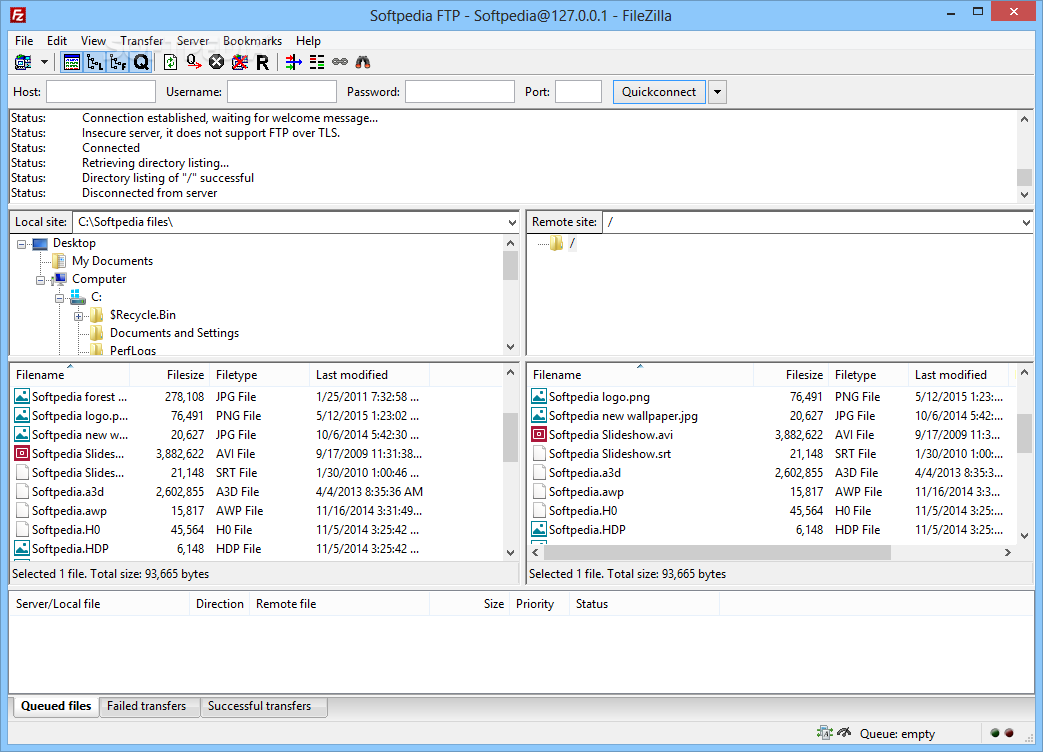 Fz
Softpedia FTP - Softpedia@127.0.0.1 - FileZilla
File Edit View Transfer Server Bookmarks Help
L F Q Q R
Host: Username: Password: Port: Quickconnect
Status: Connection established, waiting for welcome message...
Status: Insecure server, it does not support FTP over TLS.
Status: Connected
Status: Retrieving directory listing...
Status: Directory listing of "/" successful
Status: Disconnected from server
Local site: C:\Softpedia files\
Desktop
My Documents
Computer
C:
$Recycle.Bin
Documents and Settings
PerfLogs
Remote site: /
/
Filename Filesize Filetype Last modified
Softpedia forest ... 278,108 JPG File 1/25/2011 7:32:58 ...
Softpedia logo.p... 76,491 PNG File 5/12/2015 1:23:02 ...
Softpedia new w... 20,627 JPG File 10/6/2014 5:42:30 ...
Softpedia Slides... 3,882,622 AVI File 9/17/2009 11:31:38...
Softpedia Slides... 21,148 SRT File 1/30/2010 1:00:46 ...
Softpedia.a3d 2,602,855 A3D File 4/4/2013 8:35:36 AM
Softpedia.awp 15,817 AWP File 11/16/2014 3:31:49...
Softpedia.H0 45,564 H0 File 11/5/2014 3:25:42 ...
Softpedia.HDP 6,148 HDP File 11/5/2014 3:25:42 ...
Selected 1 file. Total size: 93,665 bytes
Filename Filesize Filetype Last modified
Softpedia logo.png 76,491 PNG File 5/12/2015 1:23:...
Softpedia new wallpaper.jpg 20,627 JPG File 10/6/2014 5:42:...
Softpedia Slideshow.avi 3,882,622 AVI File 9/17/2009 11:3...
Softpedia Slideshow.srt 21,148 SRT File 1/30/2010 1:00:...
Softpedia.a3d 2,602,855 A3D File 4/4/2013 8:35:3...
Softpedia.awp 15,817 AWP File 11/16/2014 3:3...
Softpedia.H0 45,564 H0 File 11/5/2014 3:25:...
Softpedia.HDP 6,148 HDP File 11/5/2014 3:25:...
Selected 1 file. Total size: 93,665 bytes
Server/Local file Direction Remote file Size Priority Status
Queued files Failed transfers Successful transfers
Queue: empty